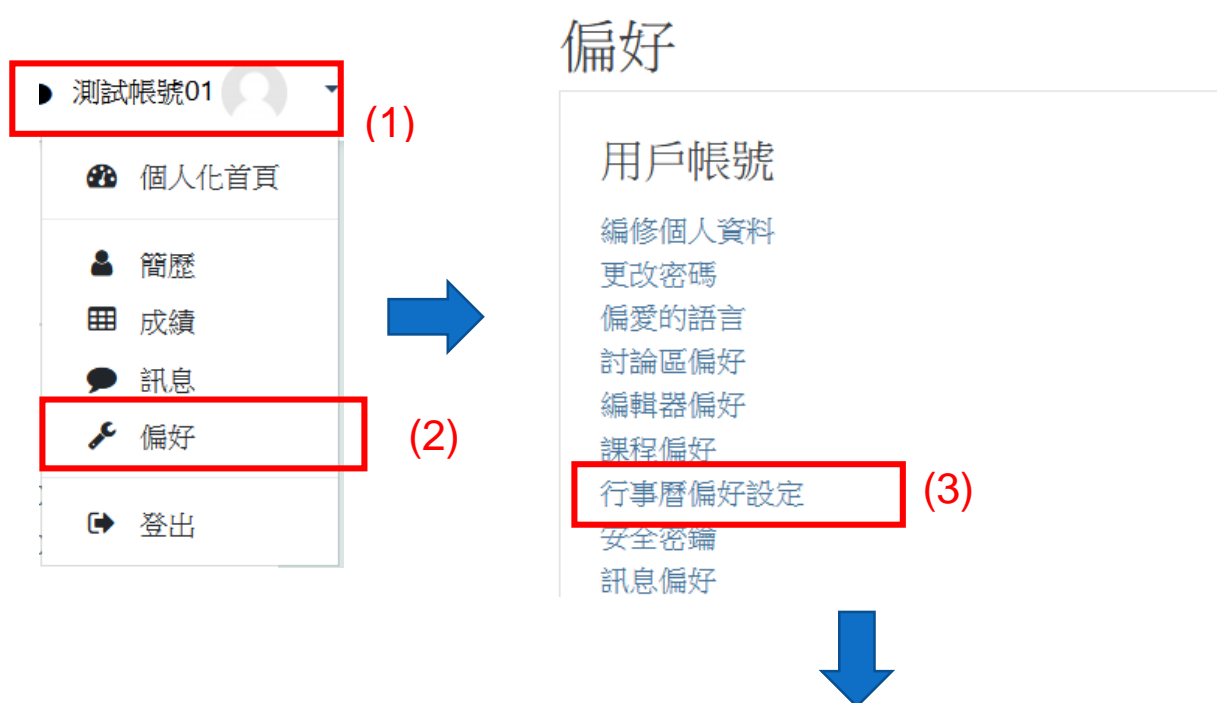 測試帳號01
(1)
個人化首頁
簡歷
成績
訊息
偏好
(2)
登出
偏好
用戶帳號
編修個人資料
更改密碼
偏愛的語言
討論區偏好
編輯器偏好
課程偏好
行事曆偏好設定
(3)
安全密鑰
訊息偏好